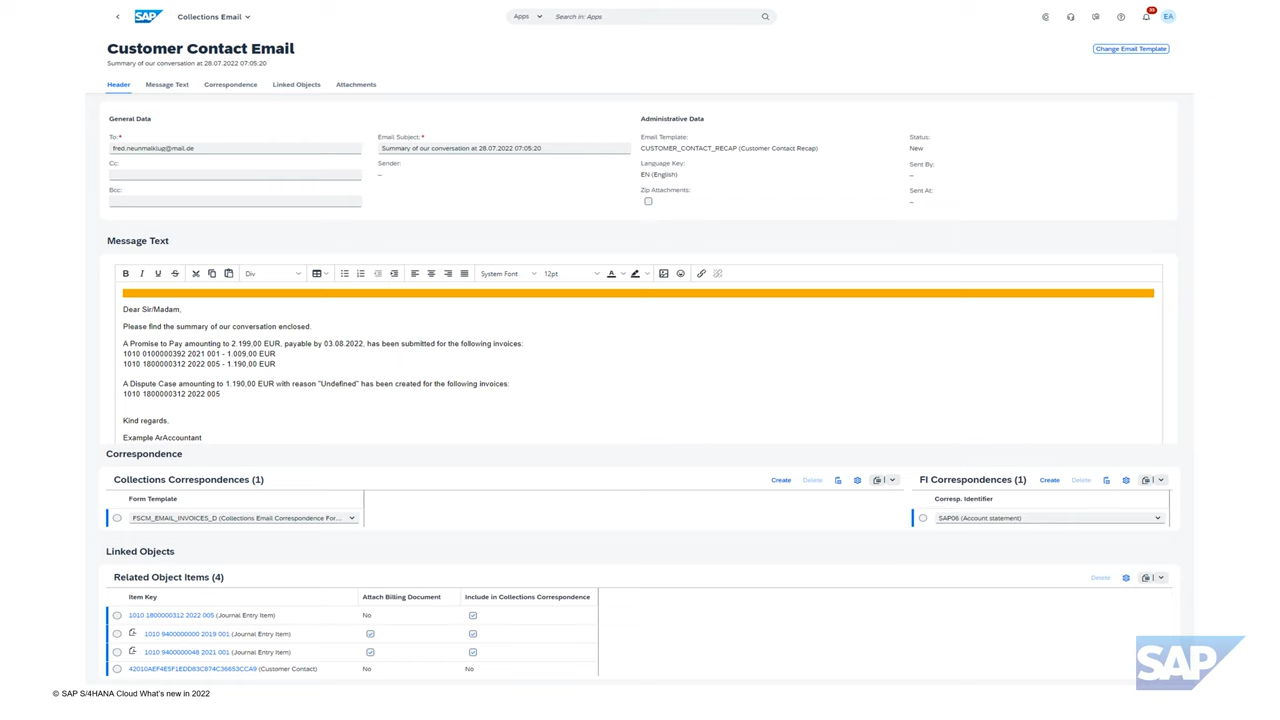 SAP
Collections Email
Apps
Search in: Apps
35
EA
Customer Contact Email
Change Email Template
Summary of our conversation at 28.07.2022 07:05:20
Header
Message Text
Correspondence
Linked Objects
Attachments
General Data
Administrative Data
To:*
Email Subject:*
Email Template:
Status:
fred.neunmalklug@mail.de
Summary of our conversation at 28.07.2022 07:05:20
CUSTOMER_CONTACT_RECAP (Customer Contact Recap)
New
Cc:
Sender:
Language Key:
Sent By:
–
EN (English)
–
Bcc:
Zip Attachments:
Sent At:
–
Message Text
B I U S
Div
System Font
12pt
A
Dear Sir/Madam,
Please find the summary of our conversation enclosed.
A Promise to Pay amounting to 2.199,00 EUR, payable by 03.08.2022, has been submitted for the following invoices:
1010 0100000392 2021 001 - 1.009,00 EUR
1010 1800000312 2022 005 - 1.190,00 EUR
A Dispute Case amounting to 1.190,00 EUR with reason "Undefined" has been created for the following invoices:
1010 1800000312 2022 005
Kind regards,
Example ArAccountant
Correspondence
Collections Correspondences (1)
Create
Delete
FI Correspondences (1)
Create
Delete
Form Template
Corresp. Identifier
FSCM_EMAIL_INVOICES_D (Collections Email Correspondence For...
SAP06 (Account statement)
Linked Objects
Related Object Items (4)
Delete
Item Key
Attach Billing Document
Include in Collections Correspondence
1010 1800000312 2022 005 (Journal Entry Item)
No
1010 9400000000 2019 001 (Journal Entry Item)
1010 9400000002 2021 001 (Journal Entry Item)
42010AEF4E5F1EDD83C874C36653CCA9 (Customer Contact)
No
No
SAP
© SAP S/4HANA Cloud What's new in 2022